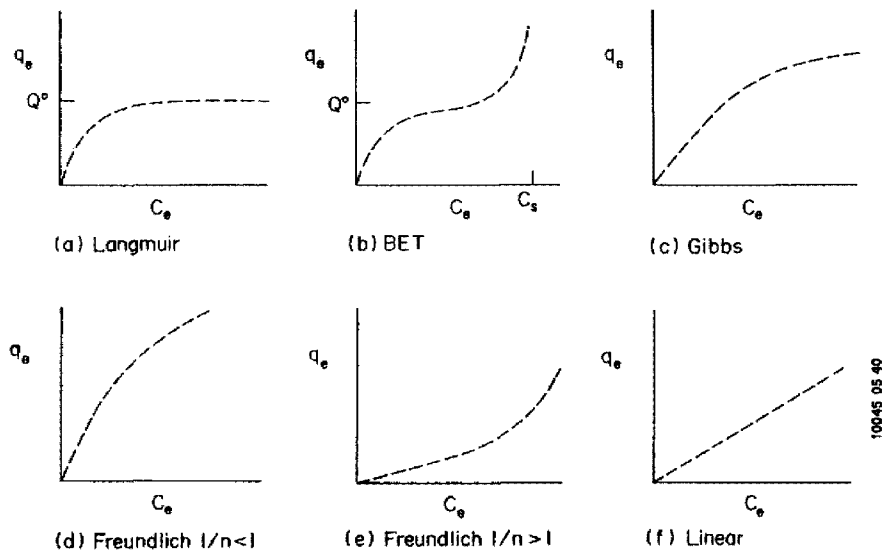 qₑ
Q°
Cₑ
(a) Langmuir
qₑ
Q°
Cₑ
Cₛ
(b) BET
qₑ
Cₑ
(c) Gibbs
qₑ
Cₑ
(d) Freundlich 1/n<1
qₑ
Cₑ
(e) Freundlich 1/n>1
qₑ
Cₑ
(f) Linear
10045 05 40